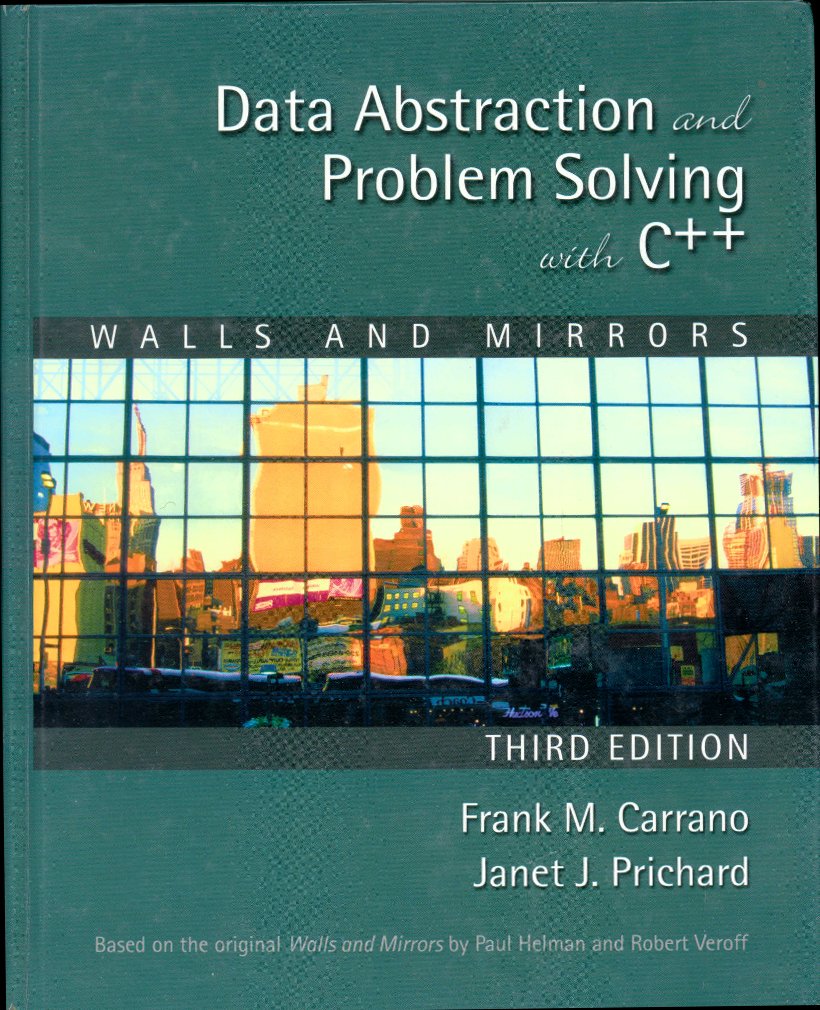 Data Abstraction and
Problem Solving
with C++
WALLS AND MIRRORS
THIRD EDITION
Frank M. Carrano
Janet J. Prichard
Based on the original Walls and Mirrors by Paul Helman and Robert Veroff